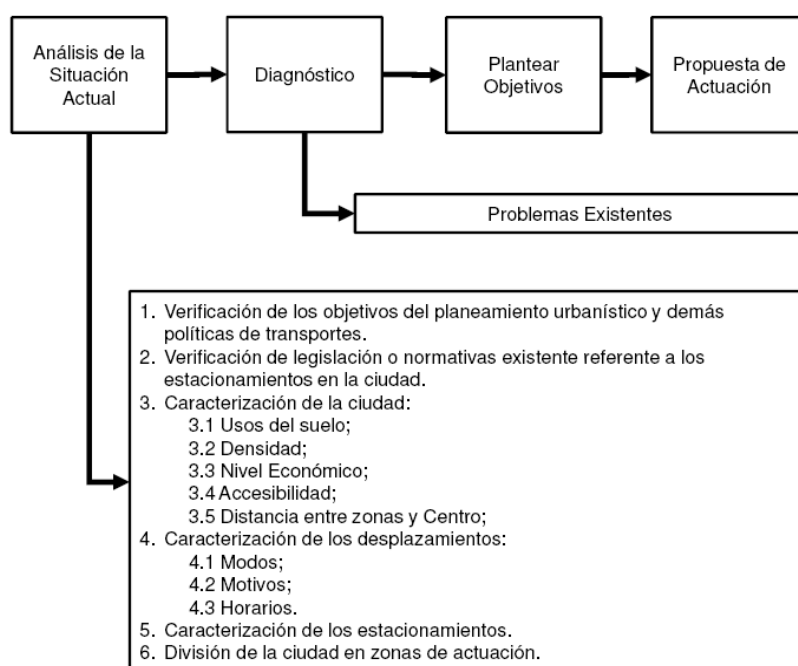 Análisis de la
Situación
Actual
Diagnóstico
Plantear
Objetivos
Propuesta de
Actuación
Problemas Existentes
1. Verificación de los objetivos del planeamiento urbanístico y demás
políticas de transportes.
2. Verificación de legislación o normativas existente referente a los
estacionamientos en la ciudad.
3. Caracterización de la ciudad:
3.1 Usos del suelo;
3.2 Densidad;
3.3 Nivel Económico;
3.4 Accesibilidad;
3.5 Distancia entre zonas y Centro;
4. Caracterización de los desplazamientos:
4.1 Modos;
4.2 Motivos;
4.3 Horarios.
5. Caracterización de los estacionamientos.
6. División de la ciudad en zonas de actuación.